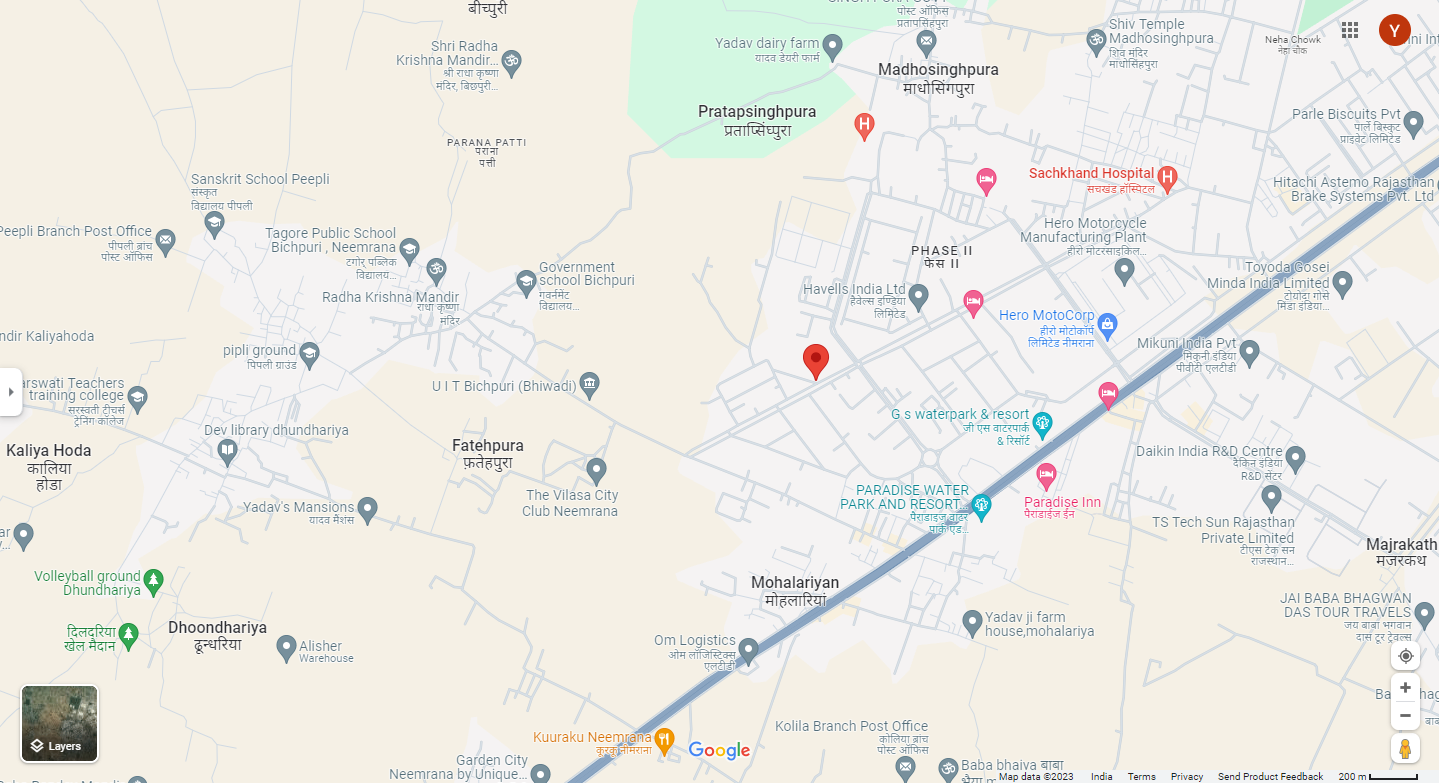 बीच्पुरी
पोस्ट ऑफ़िस
प्रतापसिंहपुरा
Shiv Temple
Madhosinghpura
शिव मंदिर
माधोसिंहपुरा
Neha Chowk
नेहा चौक
Y
Yadav dairy farm
यादव डेयरी फार्म
Shri Radha
Krishna Mandir...
श्री राधा कृष्णा
मंदिर, बिछपुरी...
Madhosinghpura
माधोसिंगपुरा
Pratapsinghpura
प्रताप्सिंघ्पुरा
Parle Biscuits Pvt
पार्ले बिस्कुट
प्राइवेट लिमिटेड
PARANA PATTI
पराना
पत्ती
Sachkhand Hospital
सचखंड हॉस्पिटल
Hitachi Astemo Rajasthan
Brake Systems Pvt. Ltd
Sanskrit School Peepli
संस्कृत
विद्यालय पीपली
Peepli Branch Post Office
पीपली ब्रांच
पोस्ट ऑफिस
Tagore Public School
Bichpuri , Neemrana
टगोर् पब्लिक
विद्यालय...
Hero Motorcycle
Manufacturing Plant
हीरो मोटरसाइकिल...
PHASE II
फेस II
Government
school Bichpuri
गवर्नमेंट
विद्यालय...
Toyoda Gosei
Minda India Limited
टोयोदा गोसे
मिंडा इंडिया...
Radha Krishna Mandir
राधा कृष्णा
मंदिर
Havells India Ltd
हैवेल्स इण्डिया
लिमिटेड
Hero MotoCorp
हीरो मोटोकॉर्प
लिमिटेड नीमराना
ndir Kaliyahoda
pipli ground
पिपली ग्राउंड
Mikuni India Pvt
मिकुनी इंडिया
पीवीटी एलटीडी
U I T Bichpuri (Bhiwadi)
arswati Teachers
training college
सरस्वती टीचर्स
ट्रेनिंग कॉलेज
G s waterpark & resort
जी एस वाटरपार्क
& रिसॉर्ट
Dev library dhundhariya
Kaliya Hoda
कालिया
होडा
Fatehpura
फ़तेहपुरा
Daikin India R&D Centre
दैकिन इंडिया
R&D सेंटर
The Vilasa City
Club Neemrana
PARADISE WATER
PARK AND RESORT...
पैराडाइज वाटर
पार्क एंड...
Paradise Inn
पैराडाईज ईन
Yadav's Mansions
यादव मैंशंस
TS Tech Sun Rajasthan
Private Limited
टीएस टेक सन
राजस्थान...
Majrakath
मजरकथ
Volleyball ground
Dhundhariya
Mohalariyan
मोहलारियां
JAI BABA BHAGWAN
DAS TOUR TRAVELS
जय बाबा भगवान
दास टूर ट्रेवल्स
दिलदरिया
खेल मैदान
Dhoondhariya
ढून्धरिया
Yadav ji farm
house,mohalariya
Alisher
Warehouse
Om Logistics
ओम लॉजिस्टिक्स
एलटीडी
Layers
Kuuraku Neemrana
कूरकू नीमराना
Google
Kolila Branch Post Office
कोलिया ब्रांच
पोस्ट ऑफिस
Garden City
Neemrana by Unique...
Baba bhaiva बाबा
Map data ©2023 India Terms Privacy Send Product Feedback 200 m